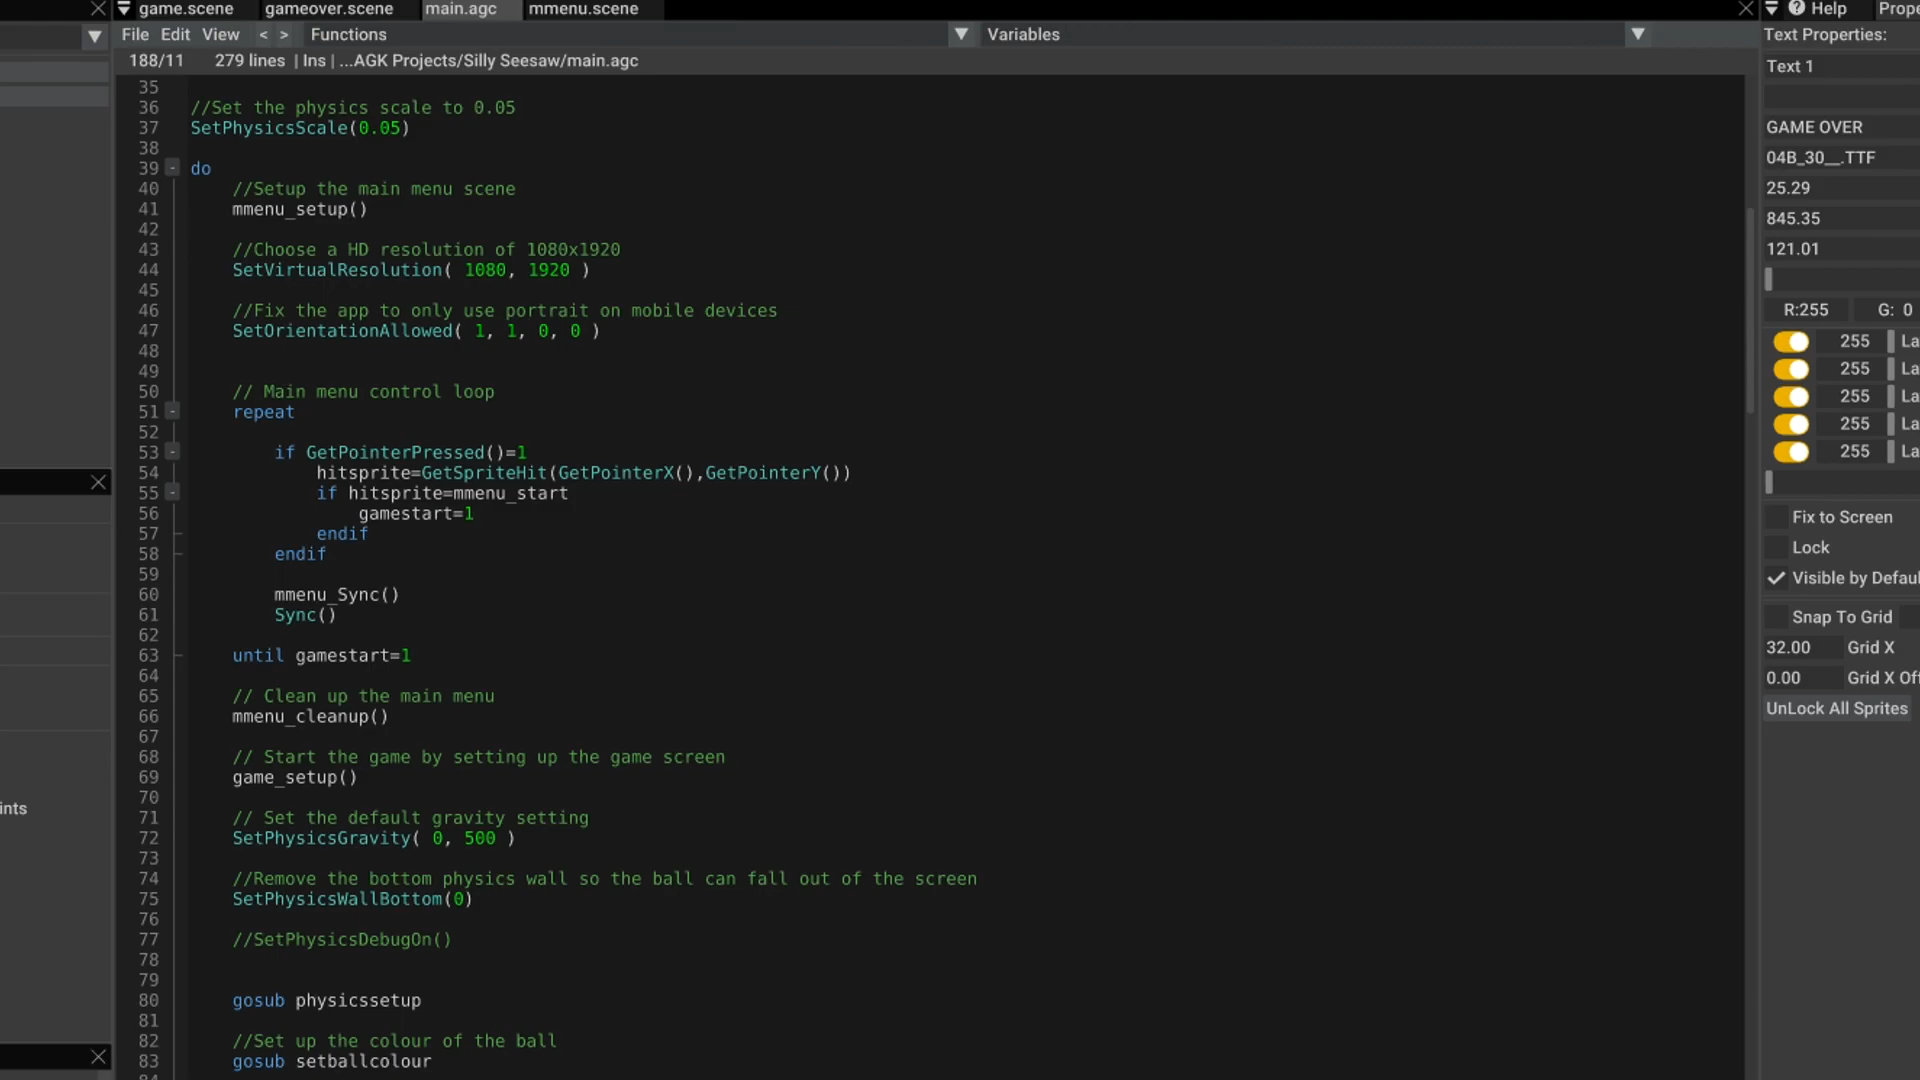 game.scene gameover.scene main.agc mmenu.scene Help Prope
File Edit View < > Functions Variables Text Properties:
188/11 279 lines | Ins | ...AGK Projects/Silly Seesaw/main.agc
Text 1
GAME OVER
04B_30__.TTF
25.29
845.35
121.01
R:255 G: 0
255 La
255 La
255 La
255 La
255 La
Fix to Screen
Lock
Visible by Defaul
Snap To Grid
32.00 Grid X
0.00 Grid X Off
UnLock All Sprites
ints
35
36 //Set the physics scale to 0.05
37 SetPhysicsScale(0.05)
38
39 do
40 //Setup the main menu scene
41 mmenu_setup()
42
43 //Choose a HD resolution of 1080x1920
44 SetVirtualResolution( 1080, 1920 )
45
46 //Fix the app to only use portrait on mobile devices
47 SetOrientationAllowed( 1, 1, 0, 0 )
48
49
50 // Main menu control loop
51 repeat
52
53 if GetPointerPressed()=1
54 hitsprite=GetSpriteHit(GetPointerX(),GetPointerY())
55 if hitsprite=mmenu_start
56 gamestart=1
57 endif
58 endif
59
60 mmenu_Sync()
61 Sync()
62
63 until gamestart=1
64
65 // Clean up the main menu
66 mmenu_cleanup()
67
68 // Start the game by setting up the game screen
69 game_setup()
70
71 // Set the default gravity setting
72 SetPhysicsGravity( 0, 500 )
73
74 //Remove the bottom physics wall so the ball can fall out of the screen
75 SetPhysicsWallBottom(0)
76
77 //SetPhysicsDebugOn()
78
79
80 gosub physicssetup
81
82 //Set up the colour of the ball
83 gosub setballcolour